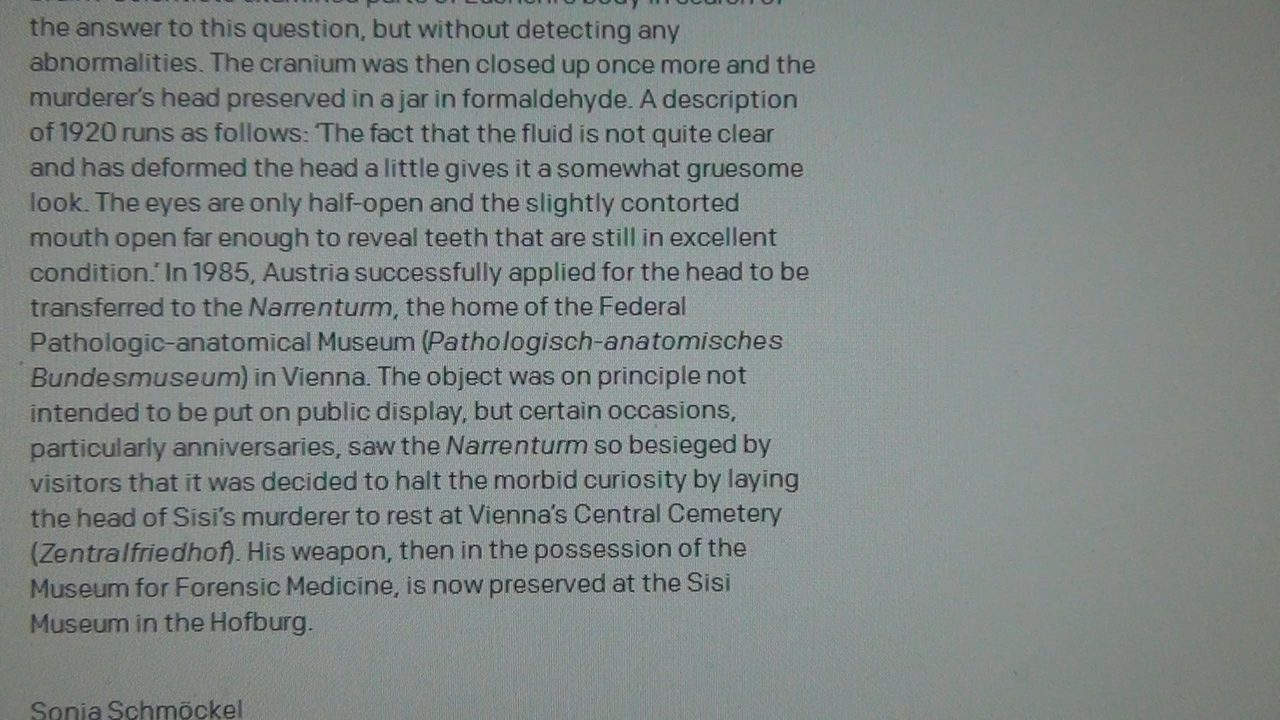 the answer to this question, but without detecting any
abnormalities. The cranium was then closed up once more and the
murderer's head preserved in a jar in formaldehyde. A description
of 1920 runs as follows: 'The fact that the fluid is not quite clear
and has deformed the head a little gives it a somewhat gruesome
look. The eyes are only half-open and the slightly contorted
mouth open far enough to reveal teeth that are still in excellent
condition.' In 1985, Austria successfully applied for the head to be
transferred to the Narrenturm, the home of the Federal
Pathologic-anatomical Museum (Pathologisch-anatomisches
Bundesmuseum) in Vienna. The object was on principle not
intended to be put on public display, but certain occasions,
particularly anniversaries, saw the Narrenturm so besieged by
visitors that it was decided to halt the morbid curiosity by laying
the head of Sisi's murderer to rest at Vienna's Central Cemetery
(Zentralfriedhof). His weapon, then in the possession of the
Museum for Forensic Medicine, is now preserved at the Sisi
Museum in the Hofburg.
Sonja Schmöckel